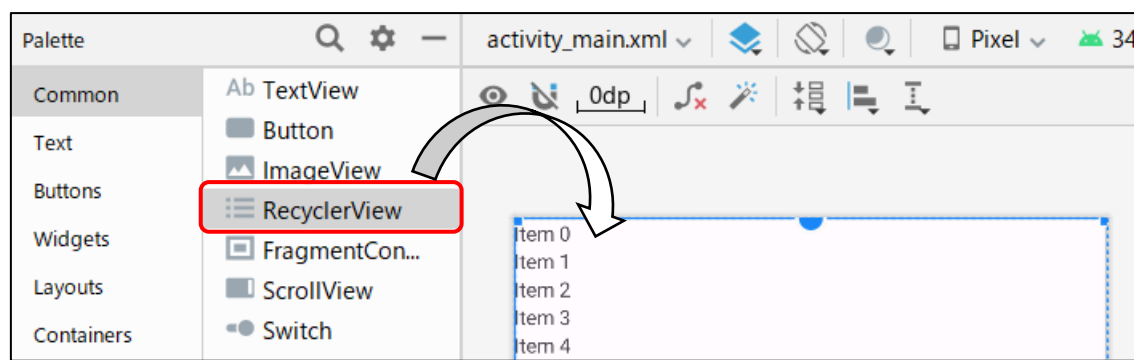 Palette
activity_main.xml
Pixel
34
Common
Text
Buttons
Widgets
Layouts
Containers
Ab TextView
Button
ImageView
RecyclerView
FragmentCon...
ScrollView
Switch
0dp
Item 0
Item 1
Item 2
Item 3
Item 4